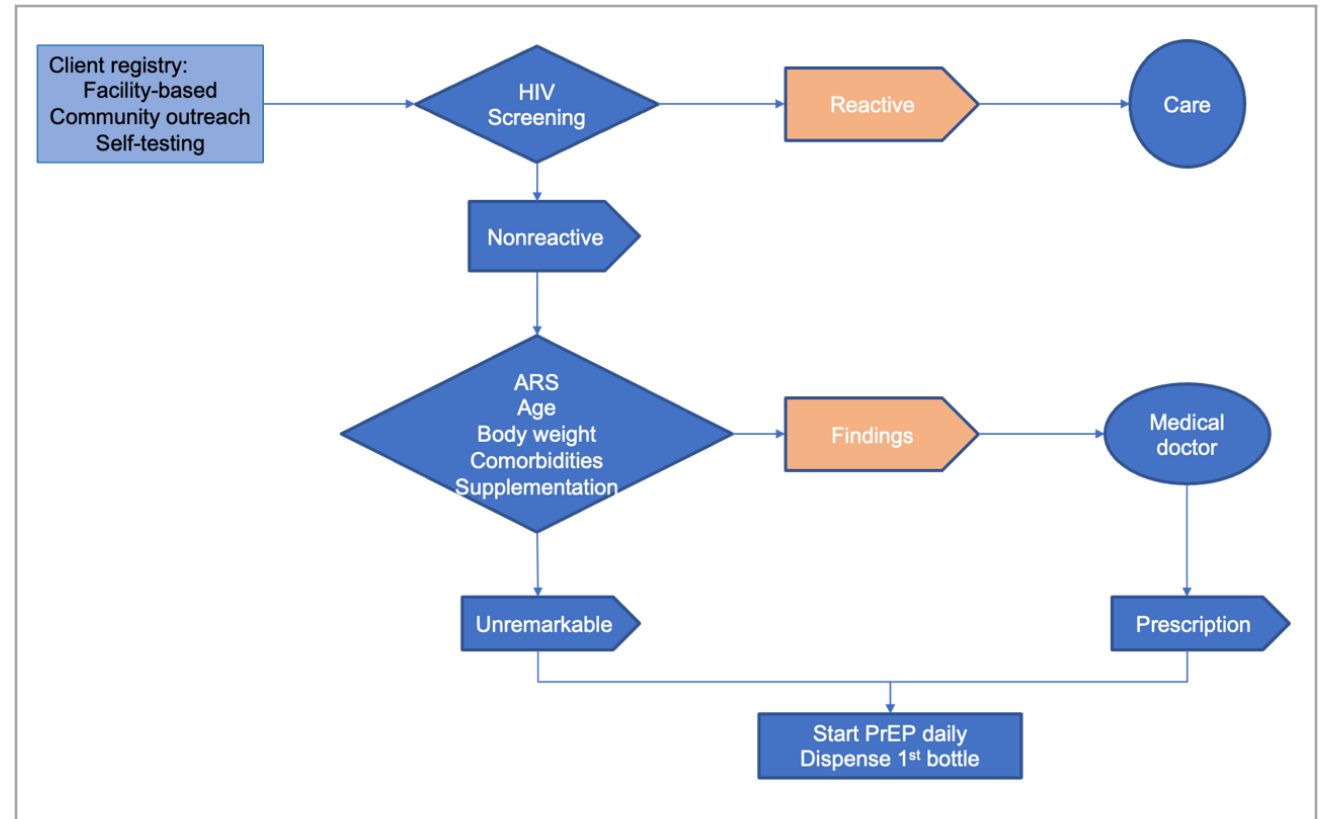 Client registry:
Facility-based
Community outreach
Self-testing
HIV
Screening
Reactive
Care
Nonreactive
ARS
Age
Body weight
Comorbidities
Supplementation
Findings
Medical
doctor
Unremarkable
Prescription
Start PrEP daily
Dispense 1st bottle